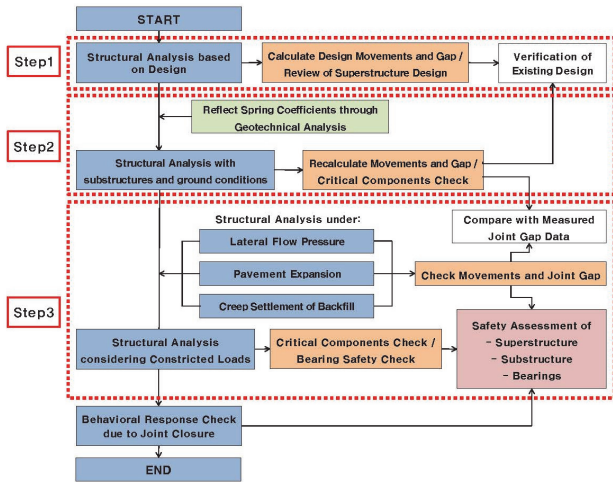 START
Step1
Structural Analysis based
on Design
Calculate Design Movements and Gap /
Review of Superstructure Design
Verification of
Existing Design
Reflect Spring Coefficients through
Geotechnical Analysis
Step2
Structural Analysis with
substructures and ground conditions
Recalculate Movements and Gap /
Critical Components Check
Structural Analysis under:
Compare with Measured
Joint Gap Data
Lateral Flow Pressure
Pavement Expansion
Check Movements and Joint Gap
Creep Settlement of Backfill
Step3
Structural Analysis
considering Constricted Loads
Critical Components Check /
Bearing Safety Check
Safety Assessment of
- Superstructure
- Substructure
- Bearings
Behavioral Response Check
due to Joint Closure
END